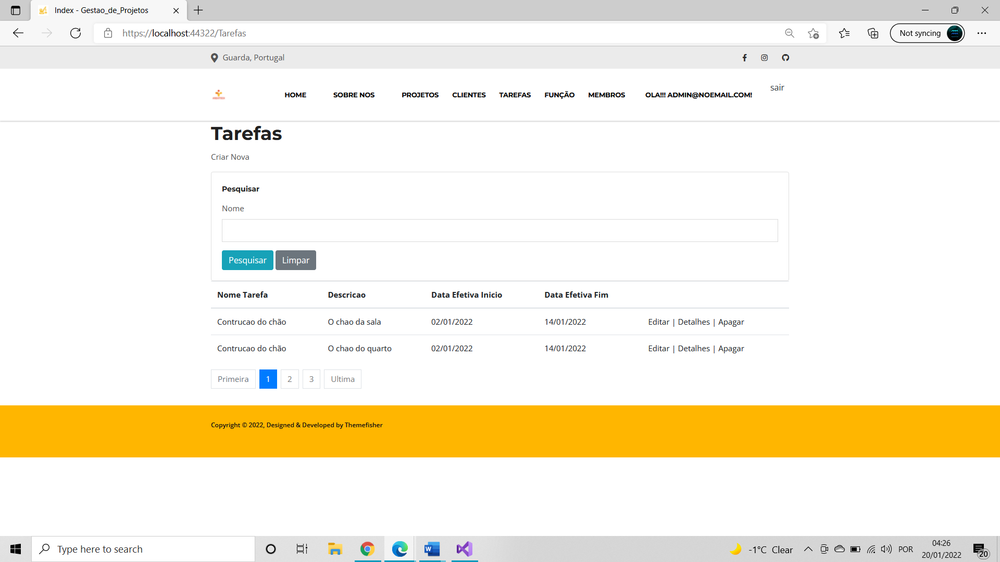 Index - Gestao_de_Projetos
https://localhost:44322/Tarefas
Not syncing
Guarda, Portugal
HOME SOBRE NOS PROJETOS CLIENTES TAREFAS FUNÇÃO MEMBROS OLA!!! ADMIN@NOEMAIL.COM! sair
Tarefas
Criar Nova
Pesquisar
Nome
Pesquisar Limpar
Nome Tarefa Descricao Data Efetiva Inicio Data Efetiva Fim
Contrucao do chão O chao da sala 02/01/2022 14/01/2022 Editar | Detalhes | Apagar
Contrucao do chão O chao do quarto 02/01/2022 14/01/2022 Editar | Detalhes | Apagar
Primeira 1 2 3 Ultima
Copyright © 2022, Designed & Developed by Themefisher
Type here to search
-1°C Clear
POR
04:26
20/01/2022
20